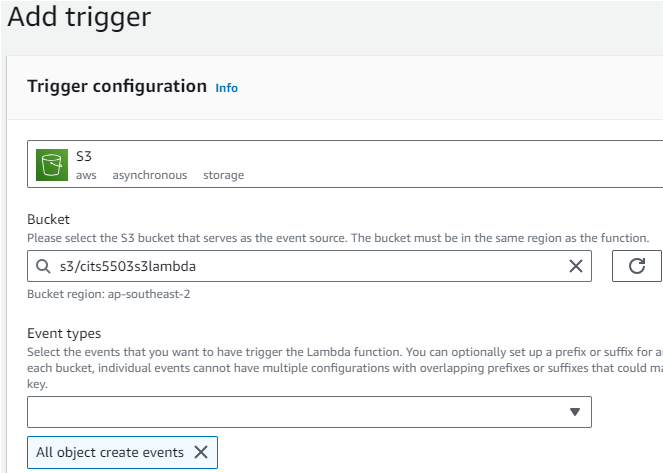 Add trigger
Trigger configuration Info
S3
aws asynchronous storage
Bucket
Please select the S3 bucket that serves as the event source. The bucket must be in the same region as the function.
s3/cits5503s3lambda
Bucket region: ap-southeast-2
Event types
Select the events that you want to have trigger the Lambda function. You can optionally set up a prefix or suffix for
each bucket, individual events cannot have multiple configurations with overlapping prefixes or suffixes that could
key.
All object create events